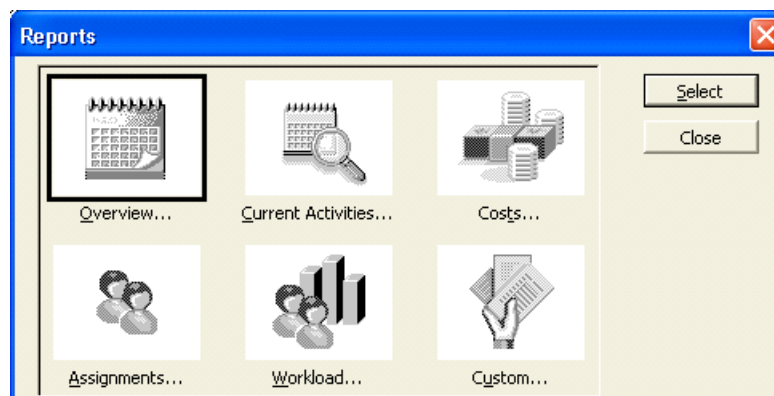 Reports
Select
Close
Overview...
Current Activities...
Costs...
Assignments...
Workload...
Custom...